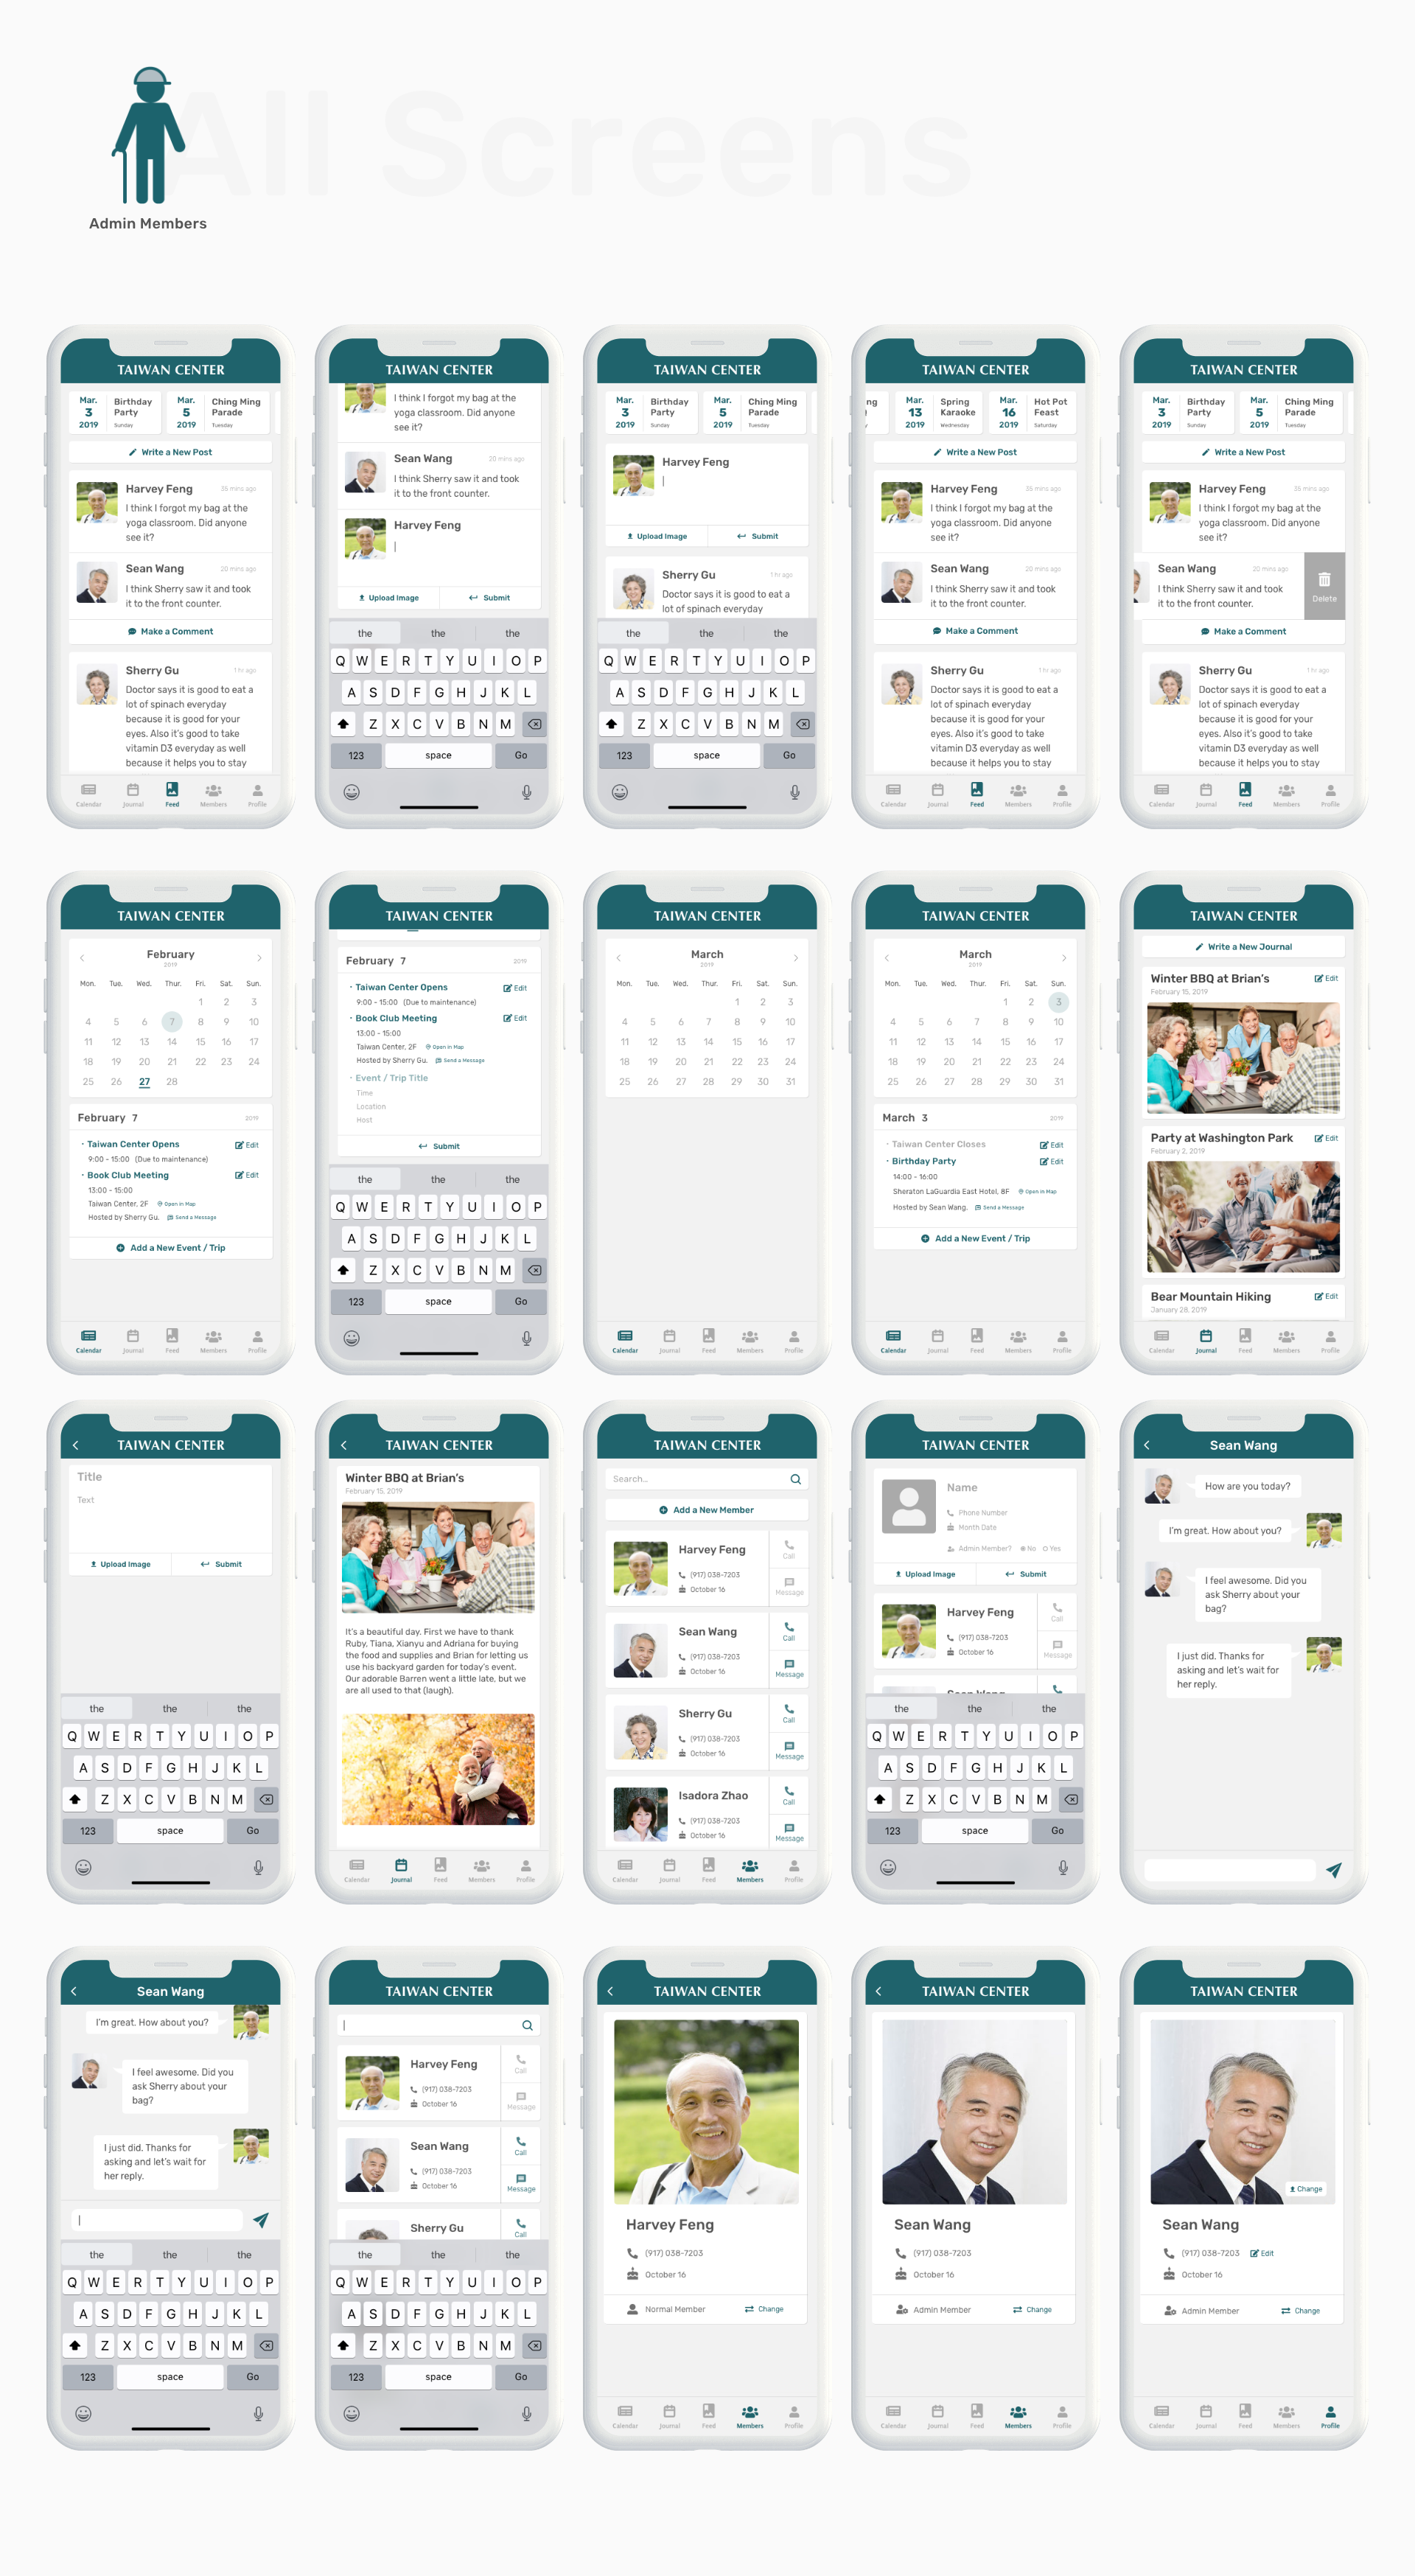 All Screens
Admin Members
TAIWAN CENTER
Mar.
3
2019
Birthday
Party
Sunday
Mar.
5
2019
Ching Ming
Parade
Tuesday
Write a New Post
Harvey Feng
35 mins ago
I think I forgot my bag at the
yoga classroom. Did anyone
see it?
Sean Wang
20 mins ago
I think Sherry saw it and took
it to the front counter.
Make a Comment
Sherry Gu
1 hr ago
Doctor says it is good to eat a
lot of spinach everyday
because it is good for your
eyes. Also it's good to take
vitamin D3 everyday as well
because it helps you to stay
Calendar Journal Feed Members Profile
TAIWAN CENTER
I think I forgot my bag at the
yoga classroom. Did anyone
see it?
Sean Wang
20 mins ago
I think Sherry saw it and took
it to the front counter.
Harvey Feng
Upload Image
Submit
the the the
Q W E R T Y U I O P
A S D F G H J K L
Z X C V B N M
123 space Go
TAIWAN CENTER
Mar.
3
2019
Birthday
Party
Sunday
Mar.
5
2019
Ching Ming
Parade
Tuesday
Harvey Feng
Upload Image
Submit
Sherry Gu
1 hr ago
Doctor says it is good to eat a
lot of spinach everyday
the the the
Q W E R T Y U I O P
A S D F G H J K L
Z X C V B N M
123 space Go
TAIWAN CENTER
ng
Mar.
13
2019
Spring
Karaoke
Wednesday
Mar.
16
2019
Hot Pot
Feast
Saturday
Write a New Post
Harvey Feng
35 mins ago
I think I forgot my bag at the
yoga classroom. Did anyone
see it?
Sean Wang
20 mins ago
I think Sherry saw it and took
it to the front counter.
Make a Comment
Sherry Gu
1 hr ago
Doctor says it is good to eat a
lot of spinach everyday
because it is good for your
eyes. Also it's good to take
vitamin D3 everyday as well
because it helps you to stay
Calendar Journal Feed Members Profile
TAIWAN CENTER
Mar.
3
2019
Birthday
Party
Sunday
Mar.
5
2019
Ching Ming
Parade
Tuesday
Write a New Post
Harvey Feng
35 mins ago
I think I forgot my bag at the
yoga classroom. Did anyone
see it?
Sean Wang
20 mins ago
I think Sherry saw it and took
it to the front counter.
Delete
Make a Comment
Sherry Gu
1 hr ago
Doctor says it is good to eat a
lot of spinach everyday
because it is good for your
eyes. Also it's good to take
vitamin D3 everyday as well
because it helps you to stay
Calendar Journal Feed Members Profile
TAIWAN CENTER
February
2019
Mon. Tue. Wed. Thur. Fri. Sat. Sun.
1 2 3
4 5 6 7 8 9 10
11 12 13 14 15 16 17
18 19 20 21 22 23 24
25 26 27 28
February 7
2019
· Taiwan Center Opens
Edit
9:00 - 15:00 (Due to maintenance)
· Book Club Meeting
Edit
13:00 - 15:00
Taiwan Center, 2F Open in Map
Hosted by Sherry Gu. Send a Message
Add a New Event / Trip
Calendar Journal Feed Members Profile
TAIWAN CENTER
February 7
2019
· Taiwan Center Opens
Edit
9:00 - 15:00 (Due to maintenance)
· Book Club Meeting
Edit
13:00 - 15:00
Taiwan Center, 2F Open in Map
Hosted by Sherry Gu. Send a Message
· Event / Trip Title
Time
Location
Host
Submit
the the the
Q W E R T Y U I O P
A S D F G H J K L
Z X C V B N M
123 space Go
TAIWAN CENTER
March
2019
Mon. Tue. Wed. Thur. Fri. Sat. Sun.
1 2 3
4 5 6 7 8 9 10
11 12 13 14 15 16 17
18 19 20 21 22 23 24
25 26 27 28 29 30 31
Calendar Journal Feed Members Profile
TAIWAN CENTER
March
2019
Mon. Tue. Wed. Thur. Fri. Sat. Sun.
1 2 3
4 5 6 7 8 9 10
11 12 13 14 15 16 17
18 19 20 21 22 23 24
25 26 27 28 29 30 31
March 3
2019
· Taiwan Center Closes
Edit
· Birthday Party
Edit
14:00 - 16:00
Sheraton LaGuardia East Hotel, 8F Open in Map
Hosted by Sean Wang. Send a Message
Add a New Event / Trip
Calendar Journal Feed Members Profile
TAIWAN CENTER
Write a New Journal
Winter BBQ at Brian's
Edit
February 15, 2019
Party at Washington Park
Edit
February 2, 2019
Bear Mountain Hiking
Edit
January 28, 2019
Calendar Journal Feed Members Profile
TAIWAN CENTER
Title
Text
Upload Image
Submit
the the the
Q W E R T Y U I O P
A S D F G H J K L
Z X C V B N M
123 space Go
TAIWAN CENTER
Winter BBQ at Brian's
February 15, 2019
It's a beautiful day. First we have to thank
Ruby, Tiana, Xianyu and Adriana for buying
the food and supplies and Brian for letting us
use his backyard garden for today's event.
Our adorable Barren went a little late, but we
are all used to that (laugh).
Calendar Journal Feed Members Profile
TAIWAN CENTER
Search...
Add a New Member
Harvey Feng
(917) 038-7203
October 16
Call
Message
Sean Wang
(917) 038-7203
October 16
Call
Message
Sherry Gu
(917) 038-7203
October 16
Call
Message
Isadora Zhao
(917) 038-7203
October 16
Call
Message
Calendar Journal Feed Members Profile
TAIWAN CENTER
Name
Phone Number
Month Date
Admin Member? No Yes
Upload Image
Submit
Harvey Feng
(917) 038-7203
October 16
Call
Message
Sean Wang
the the the
Q W E R T Y U I O P
A S D F G H J K L
Z X C V B N M
123 space Go
Sean Wang
How are you today?
I'm great. How about you?
I feel awesome. Did you
ask Sherry about your
bag?
I just did. Thanks for
asking and let's wait for
her reply.
Sean Wang
I'm great. How about you?
I feel awesome. Did you
ask Sherry about your
bag?
I just did. Thanks for
asking and let's wait for
her reply.
the the the
Q W E R T Y U I O P
A S D F G H J K L
Z X C V B N M
123 space Go
TAIWAN CENTER
Harvey Feng
(917) 038-7203
October 16
Call
Message
Sean Wang
(917) 038-7203
October 16
Call
Message
Sherry Gu
Call
the the the
Q W E R T Y U I O P
A S D F G H J K L
Z X C V B N M
123 space Go
TAIWAN CENTER
Harvey Feng
(917) 038-7203
October 16
Normal Member
Change
Calendar Journal Feed Members Profile
TAIWAN CENTER
Sean Wang
(917) 038-7203
October 16
Admin Member
Change
Calendar Journal Feed Members Profile
TAIWAN CENTER
Change
Sean Wang
(917) 038-7203
Edit
October 16
Admin Member
Change
Calendar Journal Feed Members Profile